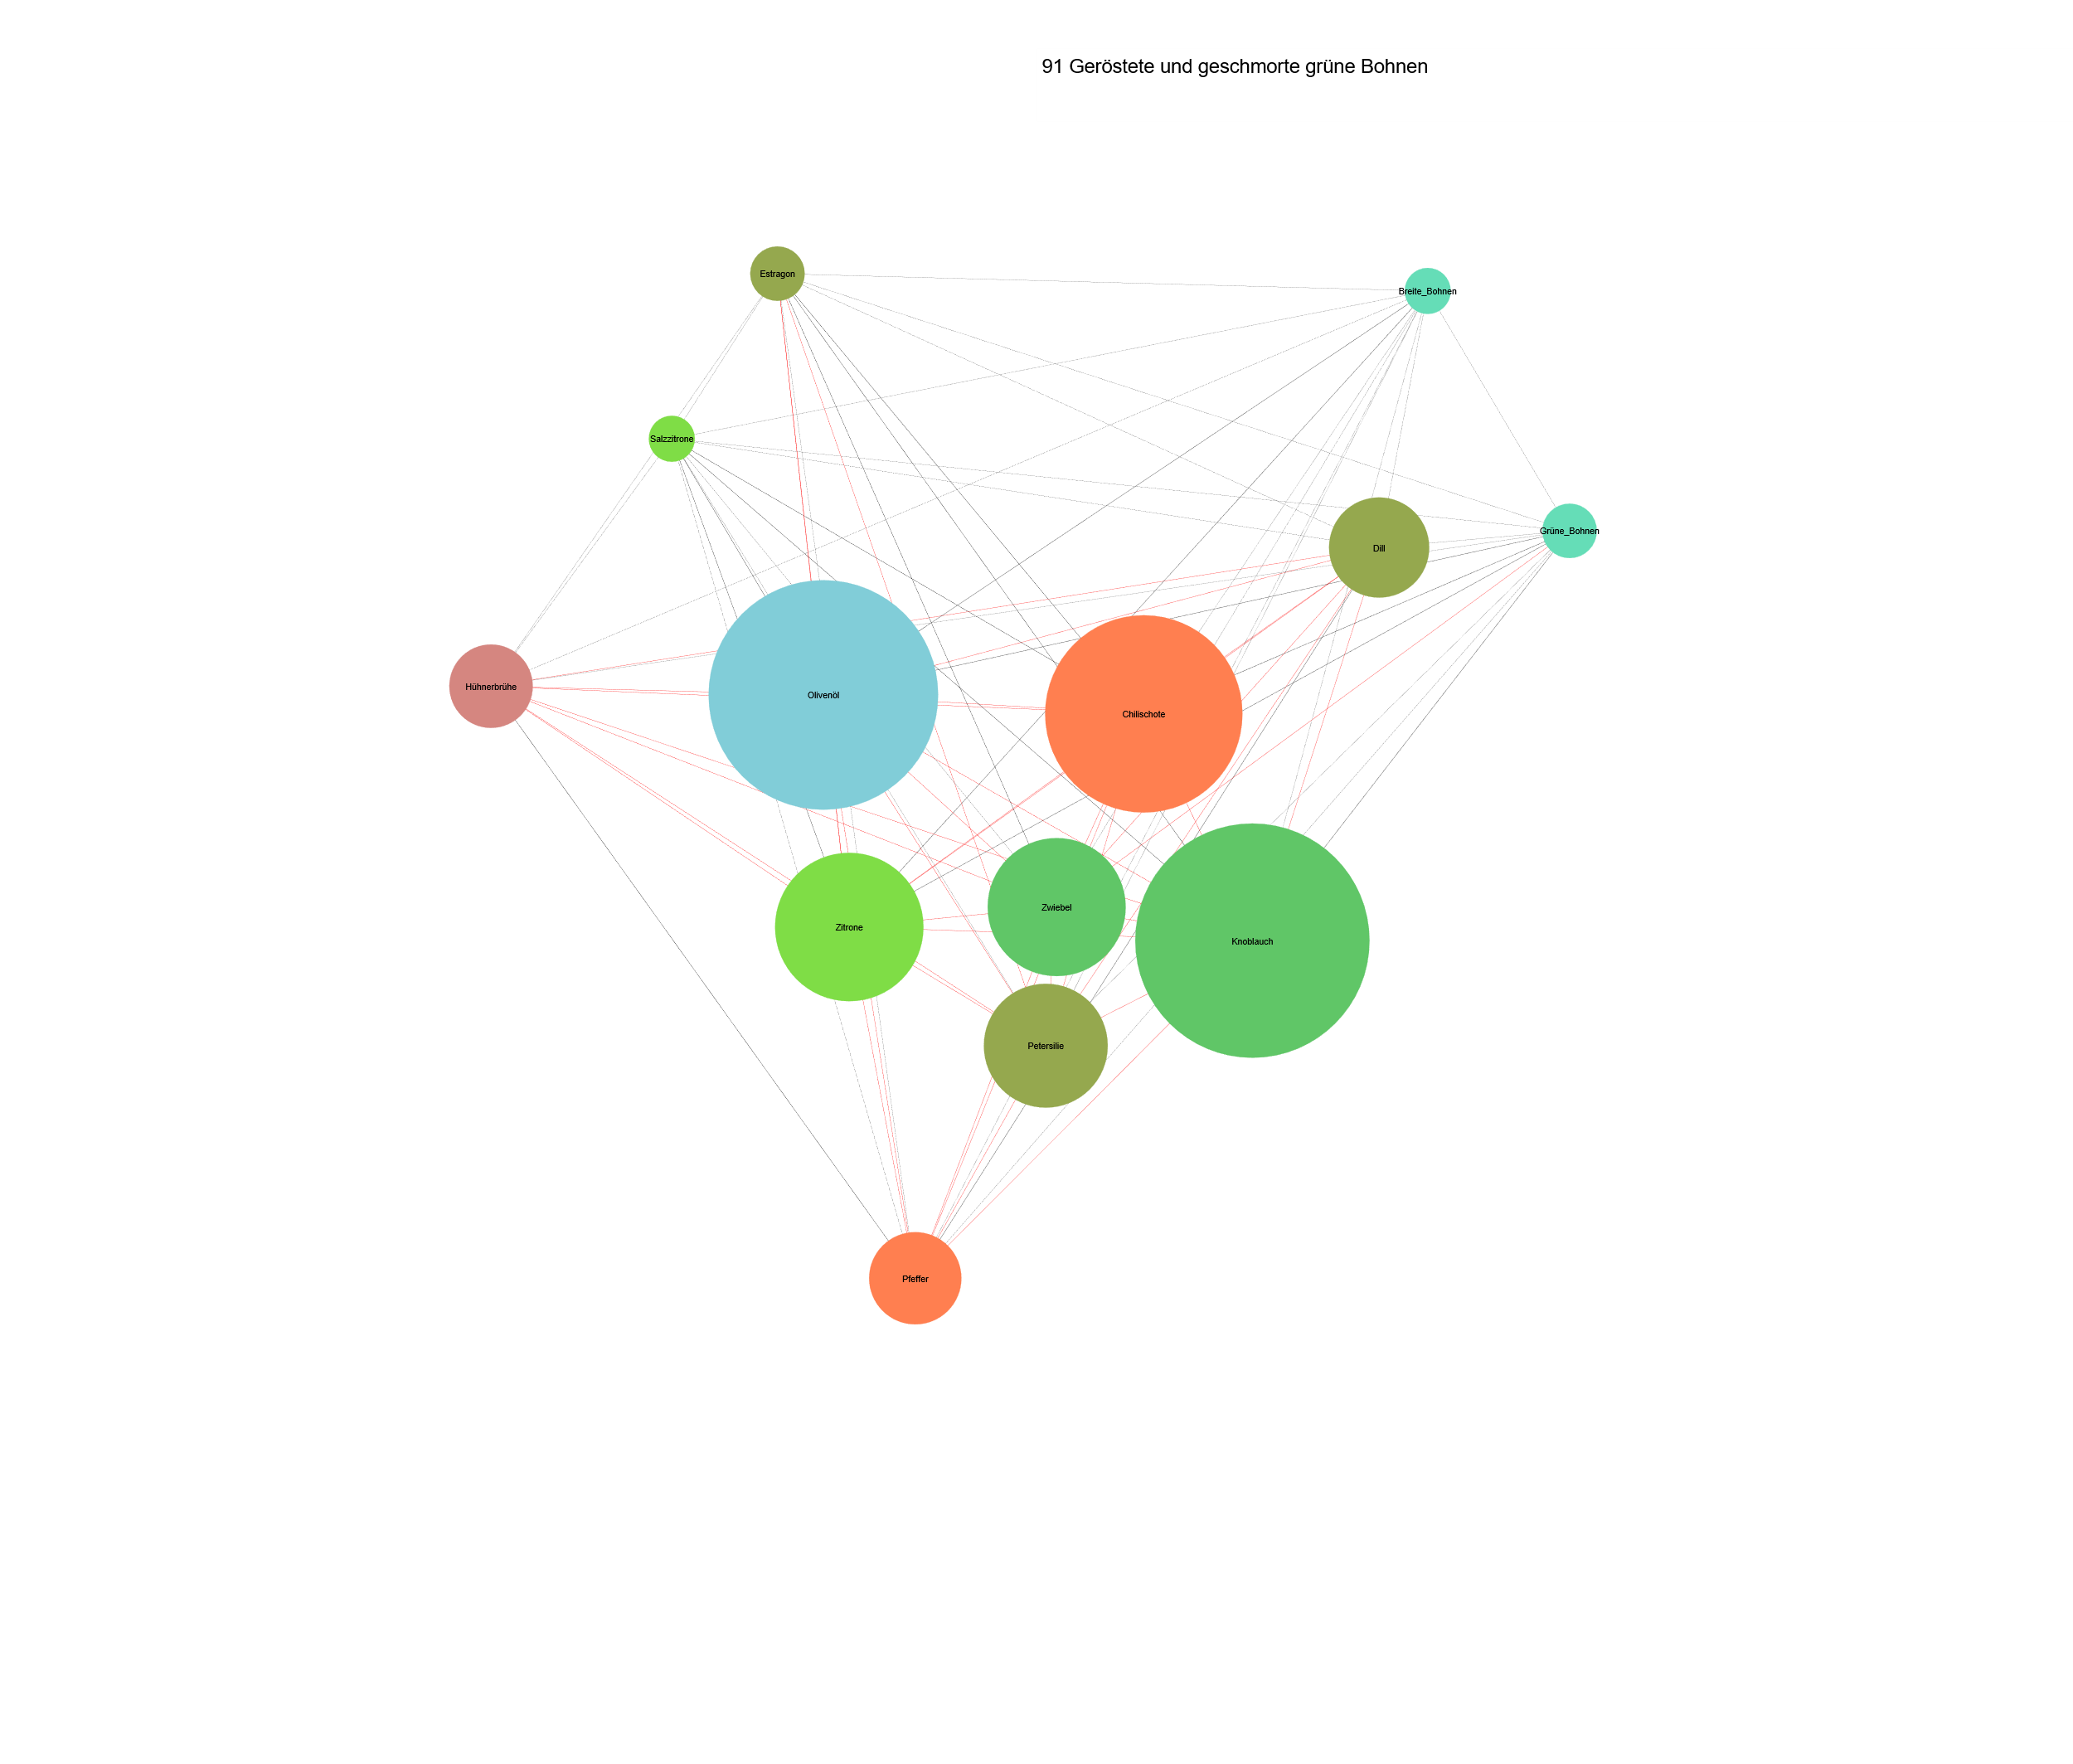 91 Geröstete und geschmorte grüne Bohnen
Estragon
Breite_Bohnen
Salzzitrone
Grüne_Bohnen
Dill
Hühnerbrühe
Olivenöl
Chilischote
Zwiebel
Zitrone
Knoblauch
Petersilie
Pfeffer